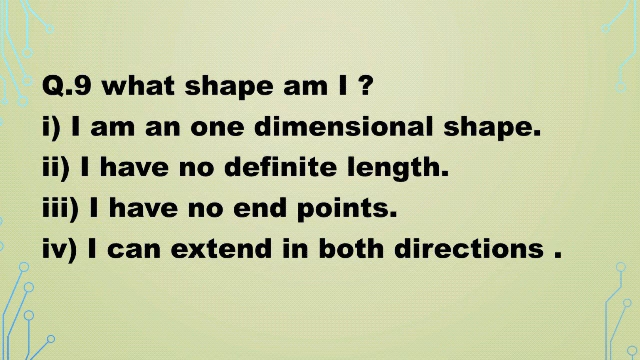 Q.9 what shape am I ?
i) I am an one dimensional shape.
ii) I have no definite length.
iii) I have no end points.
iv) I can extend in both directions .